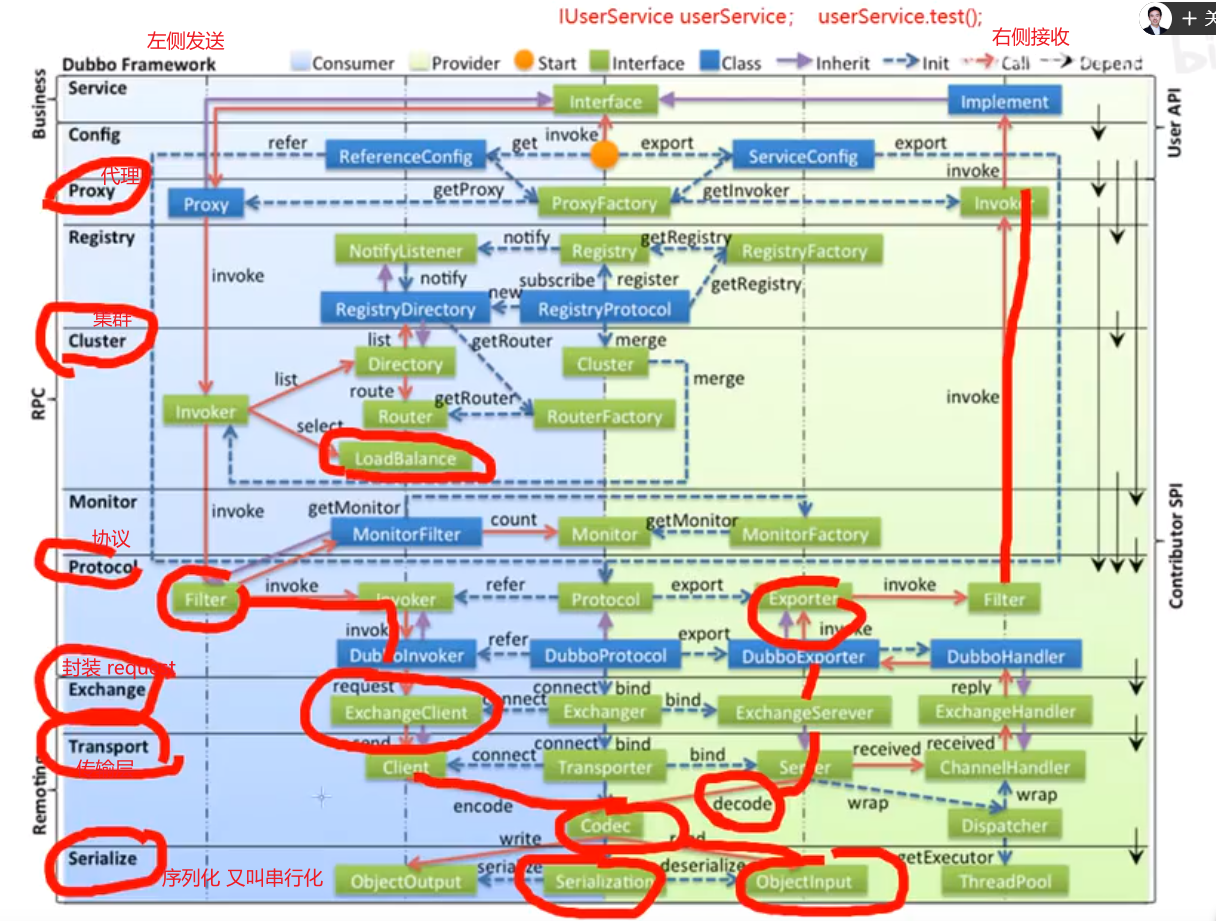 IUserService userService； userService.test();
左侧发送
右侧接收
+ 关
Dubbo Framework
Consumer Provider Start Interface Class Inherit Init Call Depend
Business
Service
Interface
Implement
User API
Config
refer
ReferenceConfig
get
invoke
export
ServiceConfig
export
代理
Proxy
Proxy
getProxy
ProxyFactory
getInvoker
invoke
Invoker
RPC
Registry
NotifyListener
notify
Registry
getRegistry
RegistryFactory
invoke
notify
subscribe
register
getRegistry
RegistryDirectory
new
RegistryProtocol
集群
Cluster
list
getRouter
merge
Directory
Cluster
list
merge
route
getRouter
invoke
Invoker
Router
RouterFactory
select
LoadBalance
Contributor SPI
Monitor
invoke
getMonitor
MonitorFilter
count
Monitor
getMonitor
MonitorFactory
协议
Protocol
Filter
invoke
Invoker
refer
Protocol
export
Exporter
invoke
Filter
invoke
DubboInvoker
refer
DubboProtocol
export
invoke
DubboExporter
DubboHandler
Remoting
封装 request
Exchange
request
connect
bind
reply
ExchangeClient
connect
Exchanger
bind
ExchangeSerever
ExchangeHandler
Transport
传输层
send
connect
bind
received
received
Client
connect
Transporter
bind
Server
ChannelHandler
encode
decode
wrap
wrap
Codec
Dispatcher
Serialize
write
read
getExecutor
序列化 又叫串行化
ObjectOutput
serialize
Serialization
deserialize
ObjectInput
ThreadPool